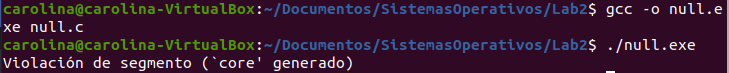 carolina@carolina-VirtualBox:~/Documentos/SistemasOperativos/Lab2$ gcc -o null.e
xe null.c
carolina@carolina-VirtualBox:~/Documentos/SistemasOperativos/Lab2$ ./null.exe
Violación de segmento (`core' generado)